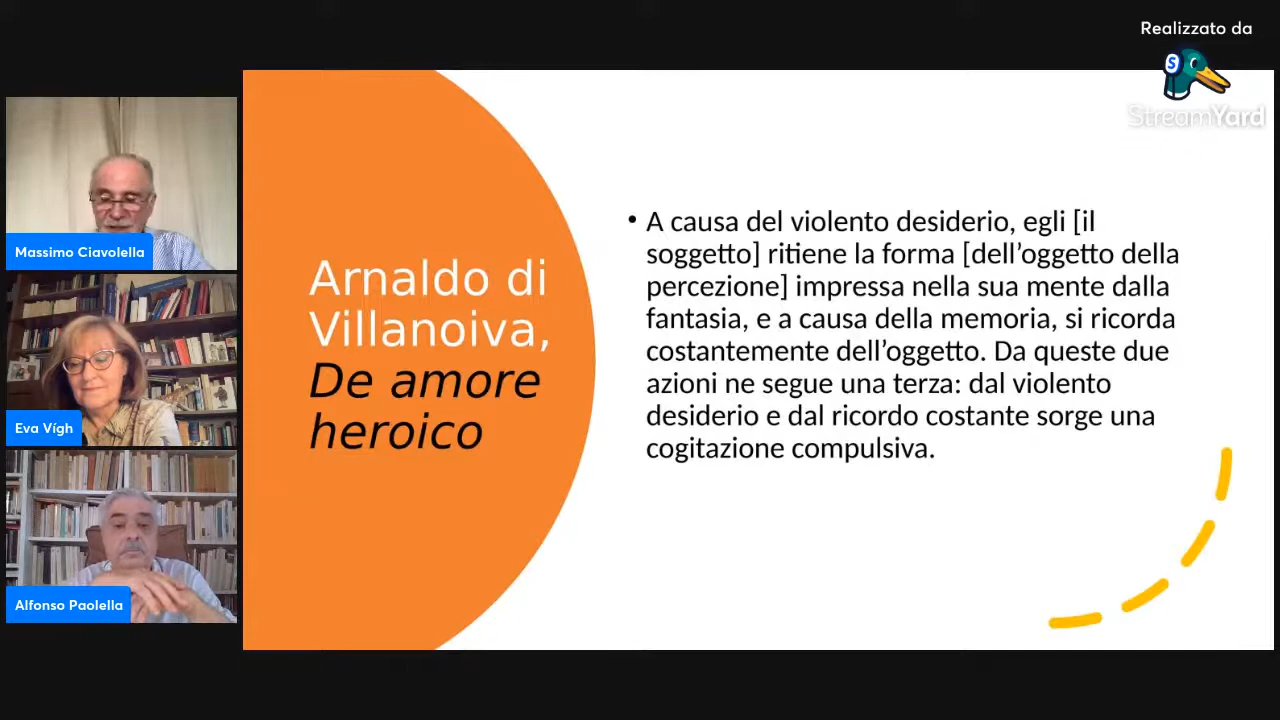 Realizzato da
StreamYard
Massimo Ciavolella
Eva Vígh
Alfonso Paolella
Arnaldo di
Villanoiva,
De amore
heroico
• A causa del violento desiderio, egli [il
soggetto] ritiene la forma [dell’oggetto della
percezione] impressa nella sua mente dalla
fantasia, e a causa della memoria, si ricorda
costantemente dell’oggetto. Da queste due
azioni ne segue una terza: dal violento
desiderio e dal ricordo costante sorge una
cogitazione compulsiva.